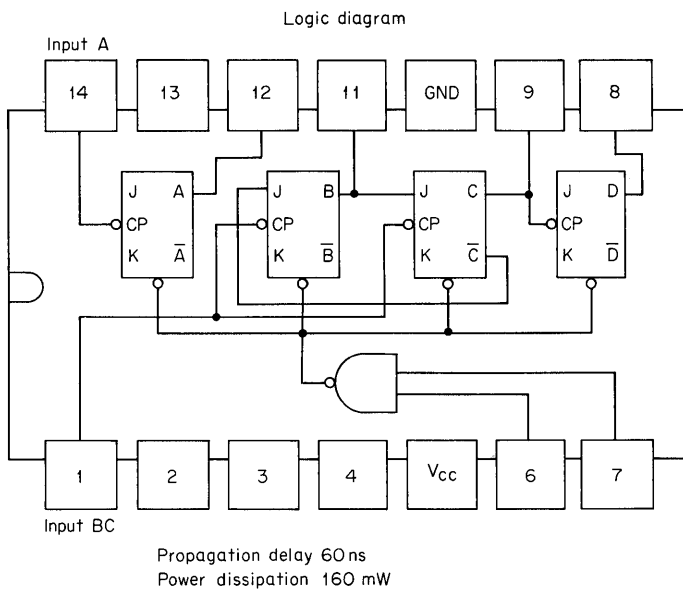 Logic diagram
Input A
14 13 12 11 GND 9 8
J A J B J C J D
CP CP CP CP
K A̅ K B̅ K C̅ K D̅
1 2 3 4 Vcc 6 7
Input BC
Propagation delay 60 ns
Power dissipation 160 mW